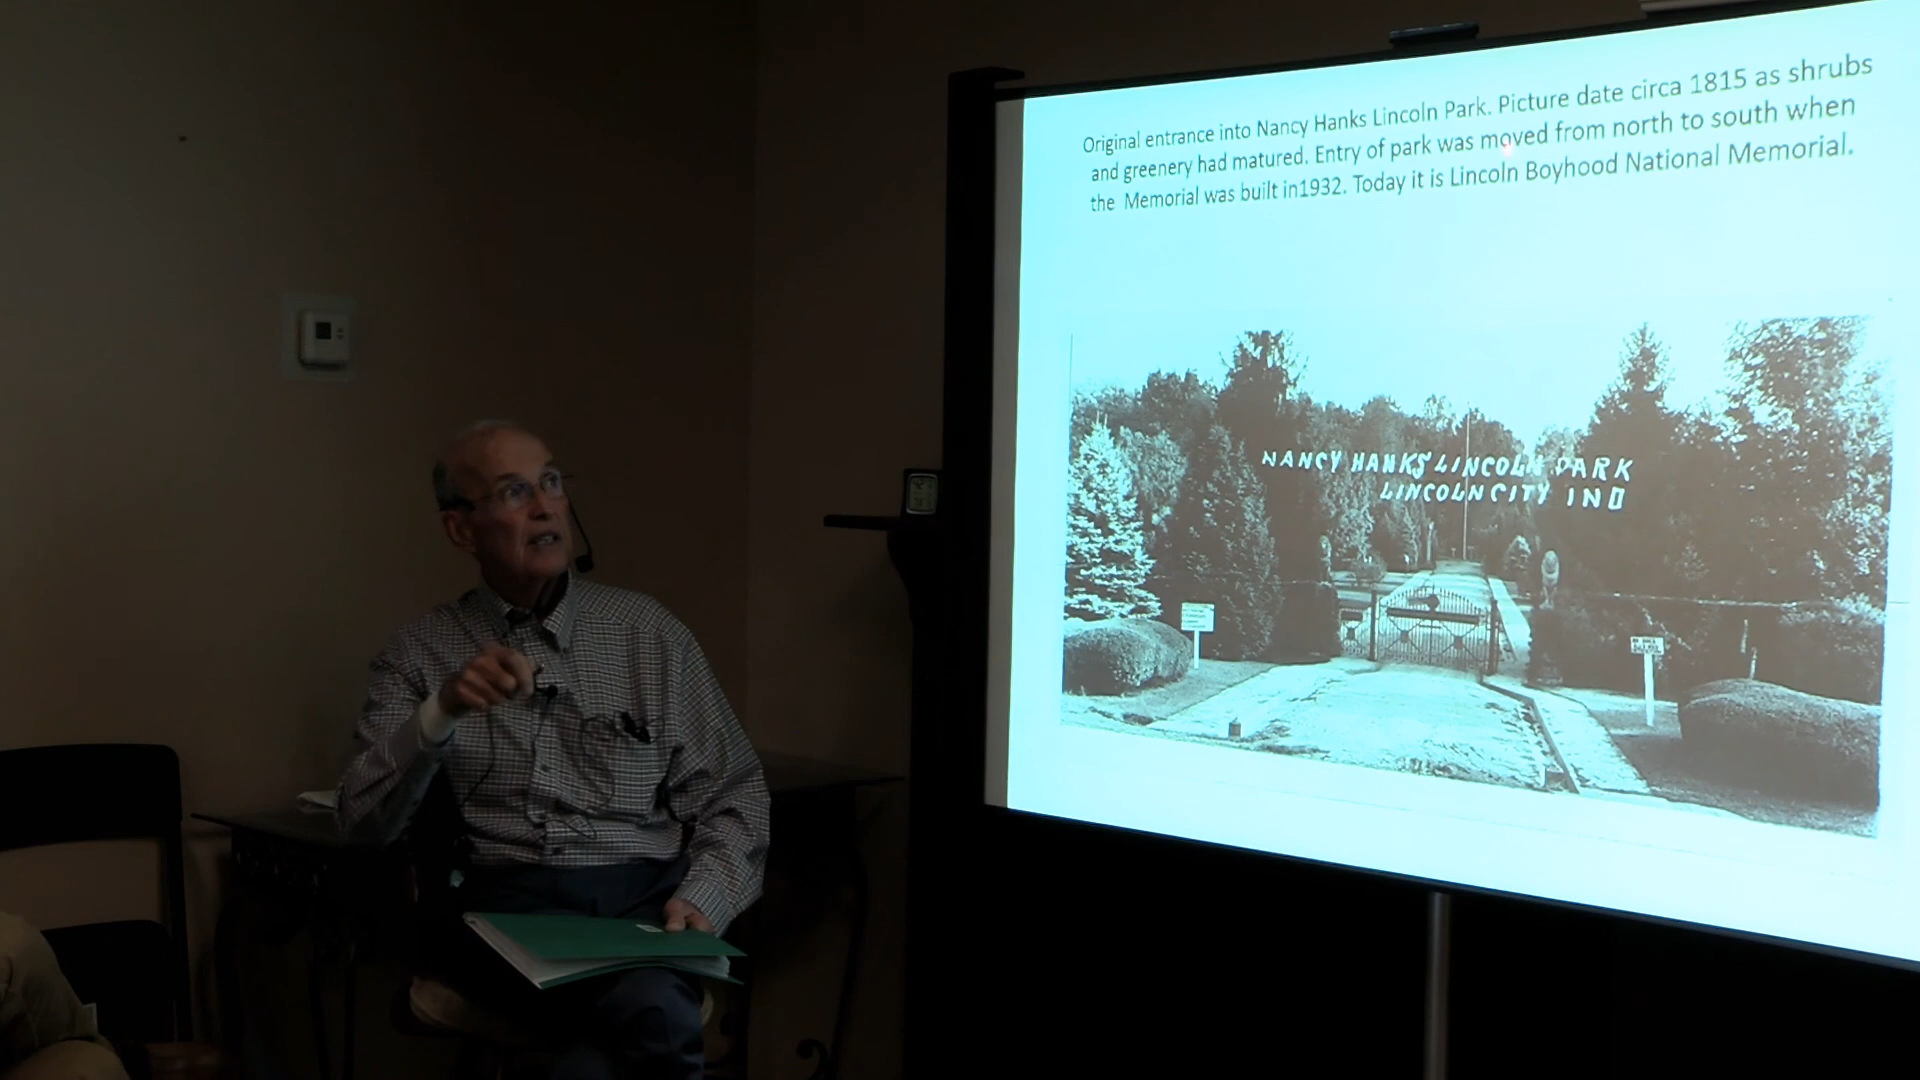 Original entrance into Nancy Hanks Lincoln Park. Picture date circa 1815 as shrubs
and greenery had matured. Entry of park was moved from north to south when
the Memorial was built in1932. Today it is Lincoln Boyhood National Memorial.
NANCY HANKS LINCOLN PARK
LINCOLN CITY IND